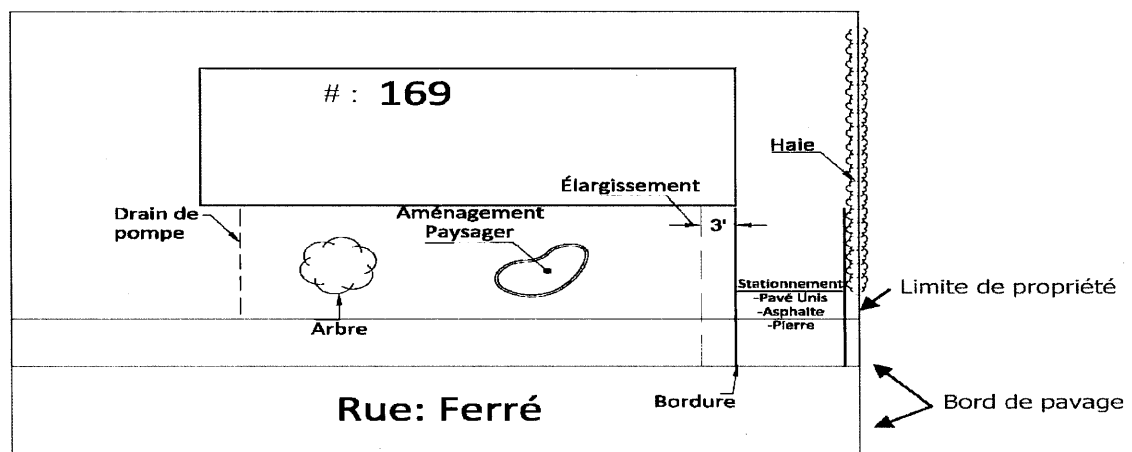 # : 169
Haie
Élargissement
Drain de
pompe
Aménagement
Paysager
3'
Stationnement
-Pavé Unis
-Asphalte
-Pierre
Limite de propriété
Arbre
Bordure
Rue: Ferré
Bord de pavage